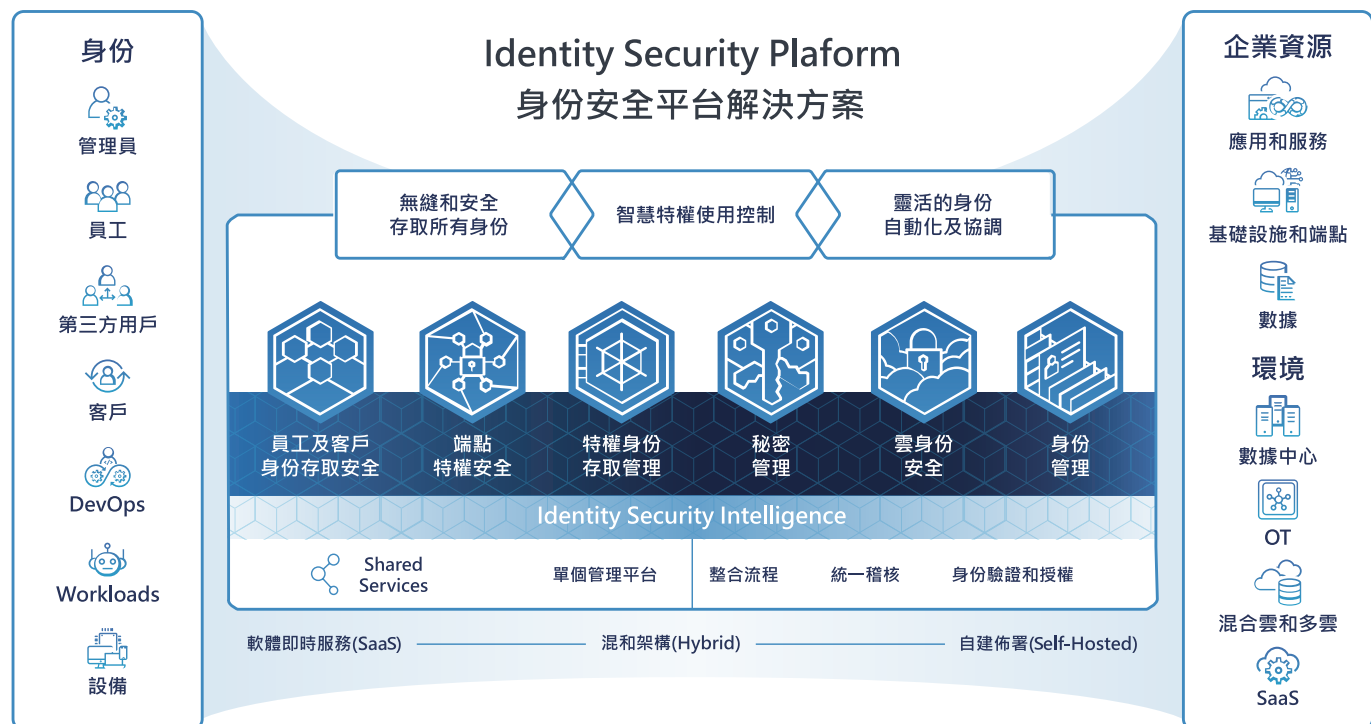 身份
管理員
員工
第三方用戶
客戶
DevOps
Workloads
設備
Identity Security Plaform
身份安全平台解決方案
無縫和安全
存取所有身份
智慧特權使用控制
靈活的身份
自動化及協調
員工及客戶
身份存取安全
端點
特權安全
特權身份
存取管理
秘密
管理
雲身份
安全
身份
管理
Identity Security Intelligence
Shared
Services
單個管理平台
整合流程
統一稽核
身份驗證和授權
軟體即時服務(SaaS)
混和架構(Hybrid)
自建佈署(Self-Hosted)
企業資源
應用和服務
基礎設施和端點
數據
環境
數據中心
OT
混合雲和多雲
SaaS